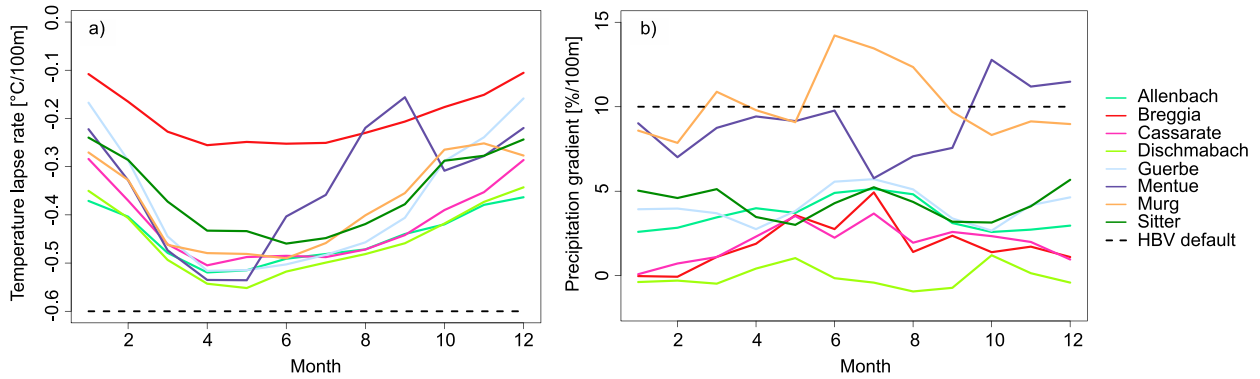 a)
Temperature lapse rate [°C/100m]
0.0
-0.1
-0.2
-0.3
-0.4
-0.5
-0.6
2 4 6 8 10 12
Month
b)
Precipitation gradient [%/100m]
15
10
5
0
2 4 6 8 10 12
Month
Allenbach
Breggia
Cassarate
Dischmabach
Guerbe
Mentue
Murg
Sitter
HBV default